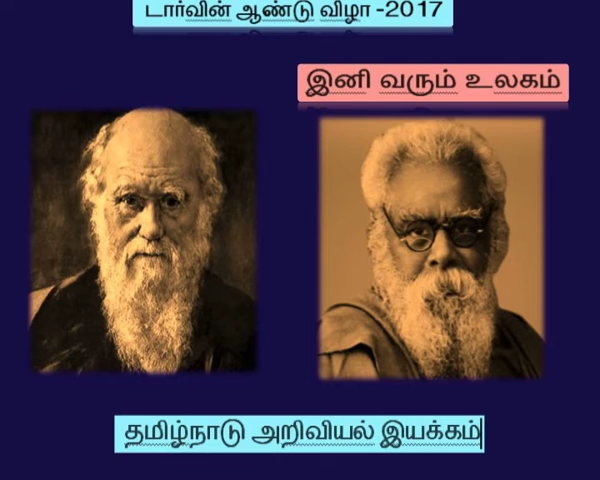 டார்வின் ஆண்டு விழா -2017
இனி வரும் உலகம்
தமிழ்நாடு அறிவியல் இயக்கம்